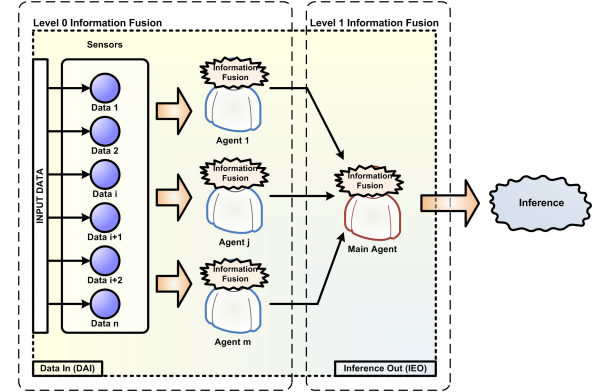 Level 0 Information Fusion
Level 1 Information Fusion
Sensors
INPUT DATA
Data 1
Data 2
Data i
Data i+1
Data i+2
Data n
Information
Fusion
Agent 1
Information
Fusion
Agent j
Information
Fusion
Agent m
Information
Fusion
Main Agent
Inference
Data In (DAI)
Inference Out (IEO)